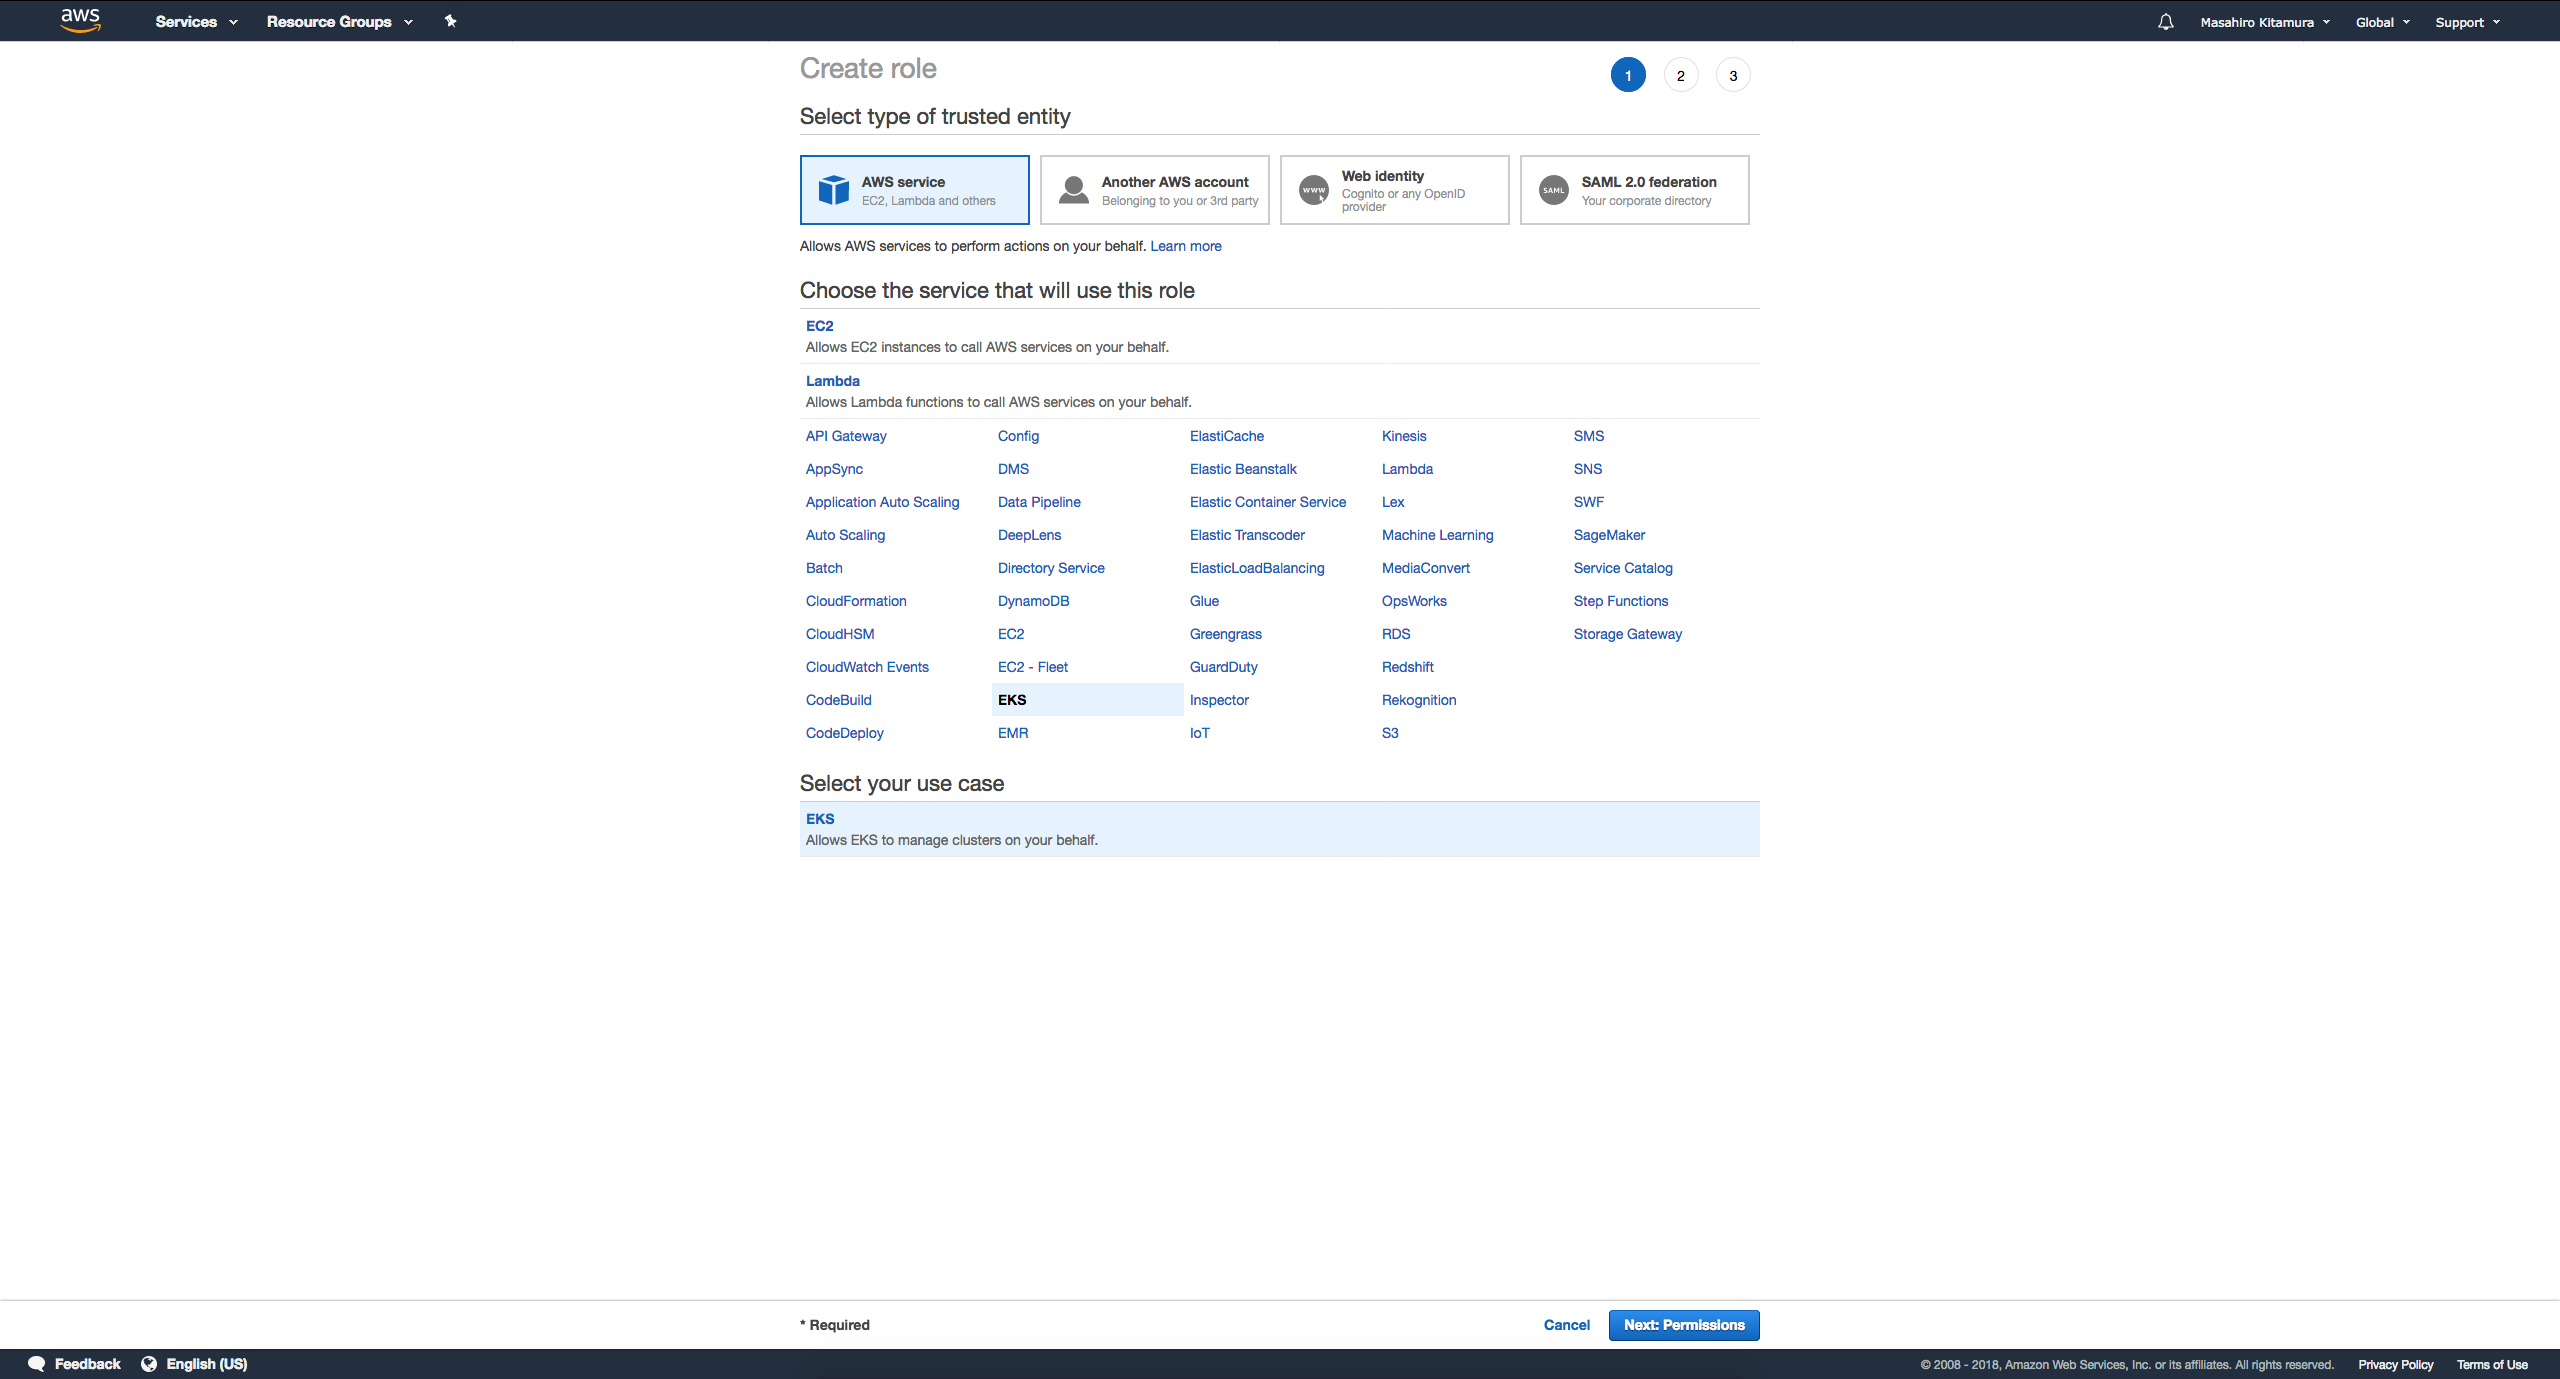 aws Services Resource Groups Masahiro Kitamura Global Support
Create role
1 2 3
Select type of trusted entity
AWS service
EC2, Lambda and others
Another AWS account
Belonging to you or 3rd party
WWW
Web identity
Cognito or any OpenID
provider
SAML
SAML 2.0 federation
Your corporate directory
Allows AWS services to perform actions on your behalf. Learn more
Choose the service that will use this role
EC2
Allows EC2 instances to call AWS services on your behalf.
Lambda
Allows Lambda functions to call AWS services on your behalf.
API Gateway Config ElastiCache Kinesis SMS
AppSync DMS Elastic Beanstalk Lambda SNS
Application Auto Scaling Data Pipeline Elastic Container Service Lex SWF
Auto Scaling DeepLens Elastic Transcoder Machine Learning SageMaker
Batch Directory Service ElasticLoadBalancing MediaConvert Service Catalog
CloudFormation DynamoDB Glue OpsWorks Step Functions
CloudHSM EC2 Greengrass RDS Storage Gateway
CloudWatch Events EC2 - Fleet GuardDuty Redshift
CodeBuild EKS Inspector Rekognition
CodeDeploy EMR IoT S3
Select your use case
EKS
Allows EKS to manage clusters on your behalf.
* Required Cancel Next: Permissions
Feedback English (US) © 2008 - 2018, Amazon Web Services, Inc. or its affiliates. All rights reserved. Privacy Policy Terms of Use